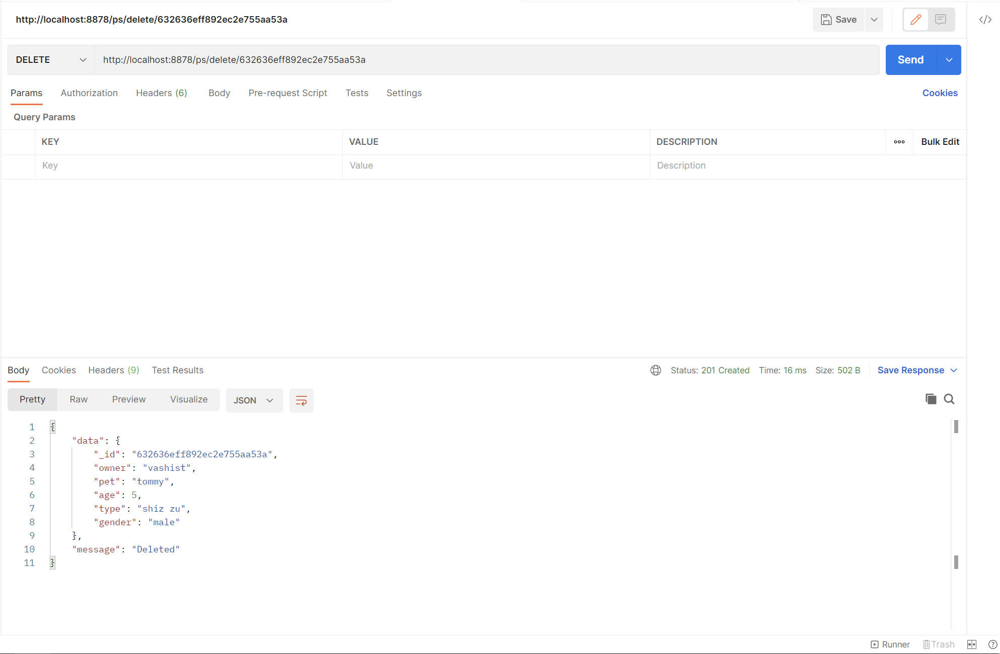 http://localhost:8878/ps/delete/632636eff892ec2e755aa53a
Save
DELETE
http://localhost:8878/ps/delete/632636eff892ec2e755aa53a
Send
Params Authorization Headers (6) Body Pre-request Script Tests Settings Cookies
Query Params
KEY VALUE DESCRIPTION Bulk Edit
Key Value Description
Body Cookies Headers (9) Test Results Status: 201 Created Time: 16 ms Size: 502 B Save Response
Pretty Raw Preview Visualize JSON
1 {
2 "data": {
3 "_id": "632636eff892ec2e755aa53a",
4 "owner": "vashist",
5 "pet": "tommy",
6 "age": 5,
7 "type": "shiz zu",
8 "gender": "male"
9 },
10 "message": "Deleted"
11 }
Runner Trash